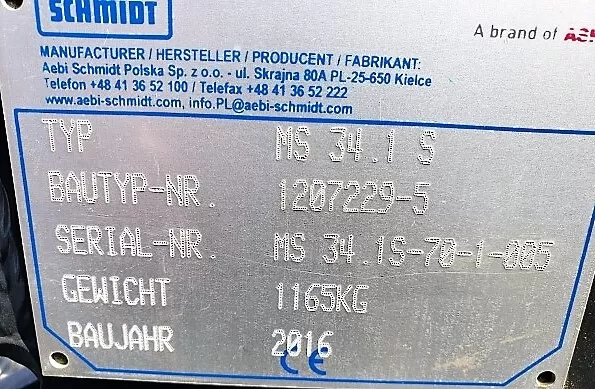 SCHMIDT
A brand of
MANUFACTURER / HERSTELLER / PRODUCENT / FABRIKANT:
Aebi Schmidt Polska Sp. z o.o. - ul. Skrajna 80A PL-25-650 Kielce
Telefon +48 41 36 52 100 / Telefax +48 41 36 52 222
www.aebi-schmidt.com, info.PL@aebi-schmidt.com
TYP MS 34.1 S
BAUTYP-NR. 1207229-5
SERIAL-NR. MS 34.1S-70-1-005
GEWICHT 1165KG
BAUJAHR 2016
CE